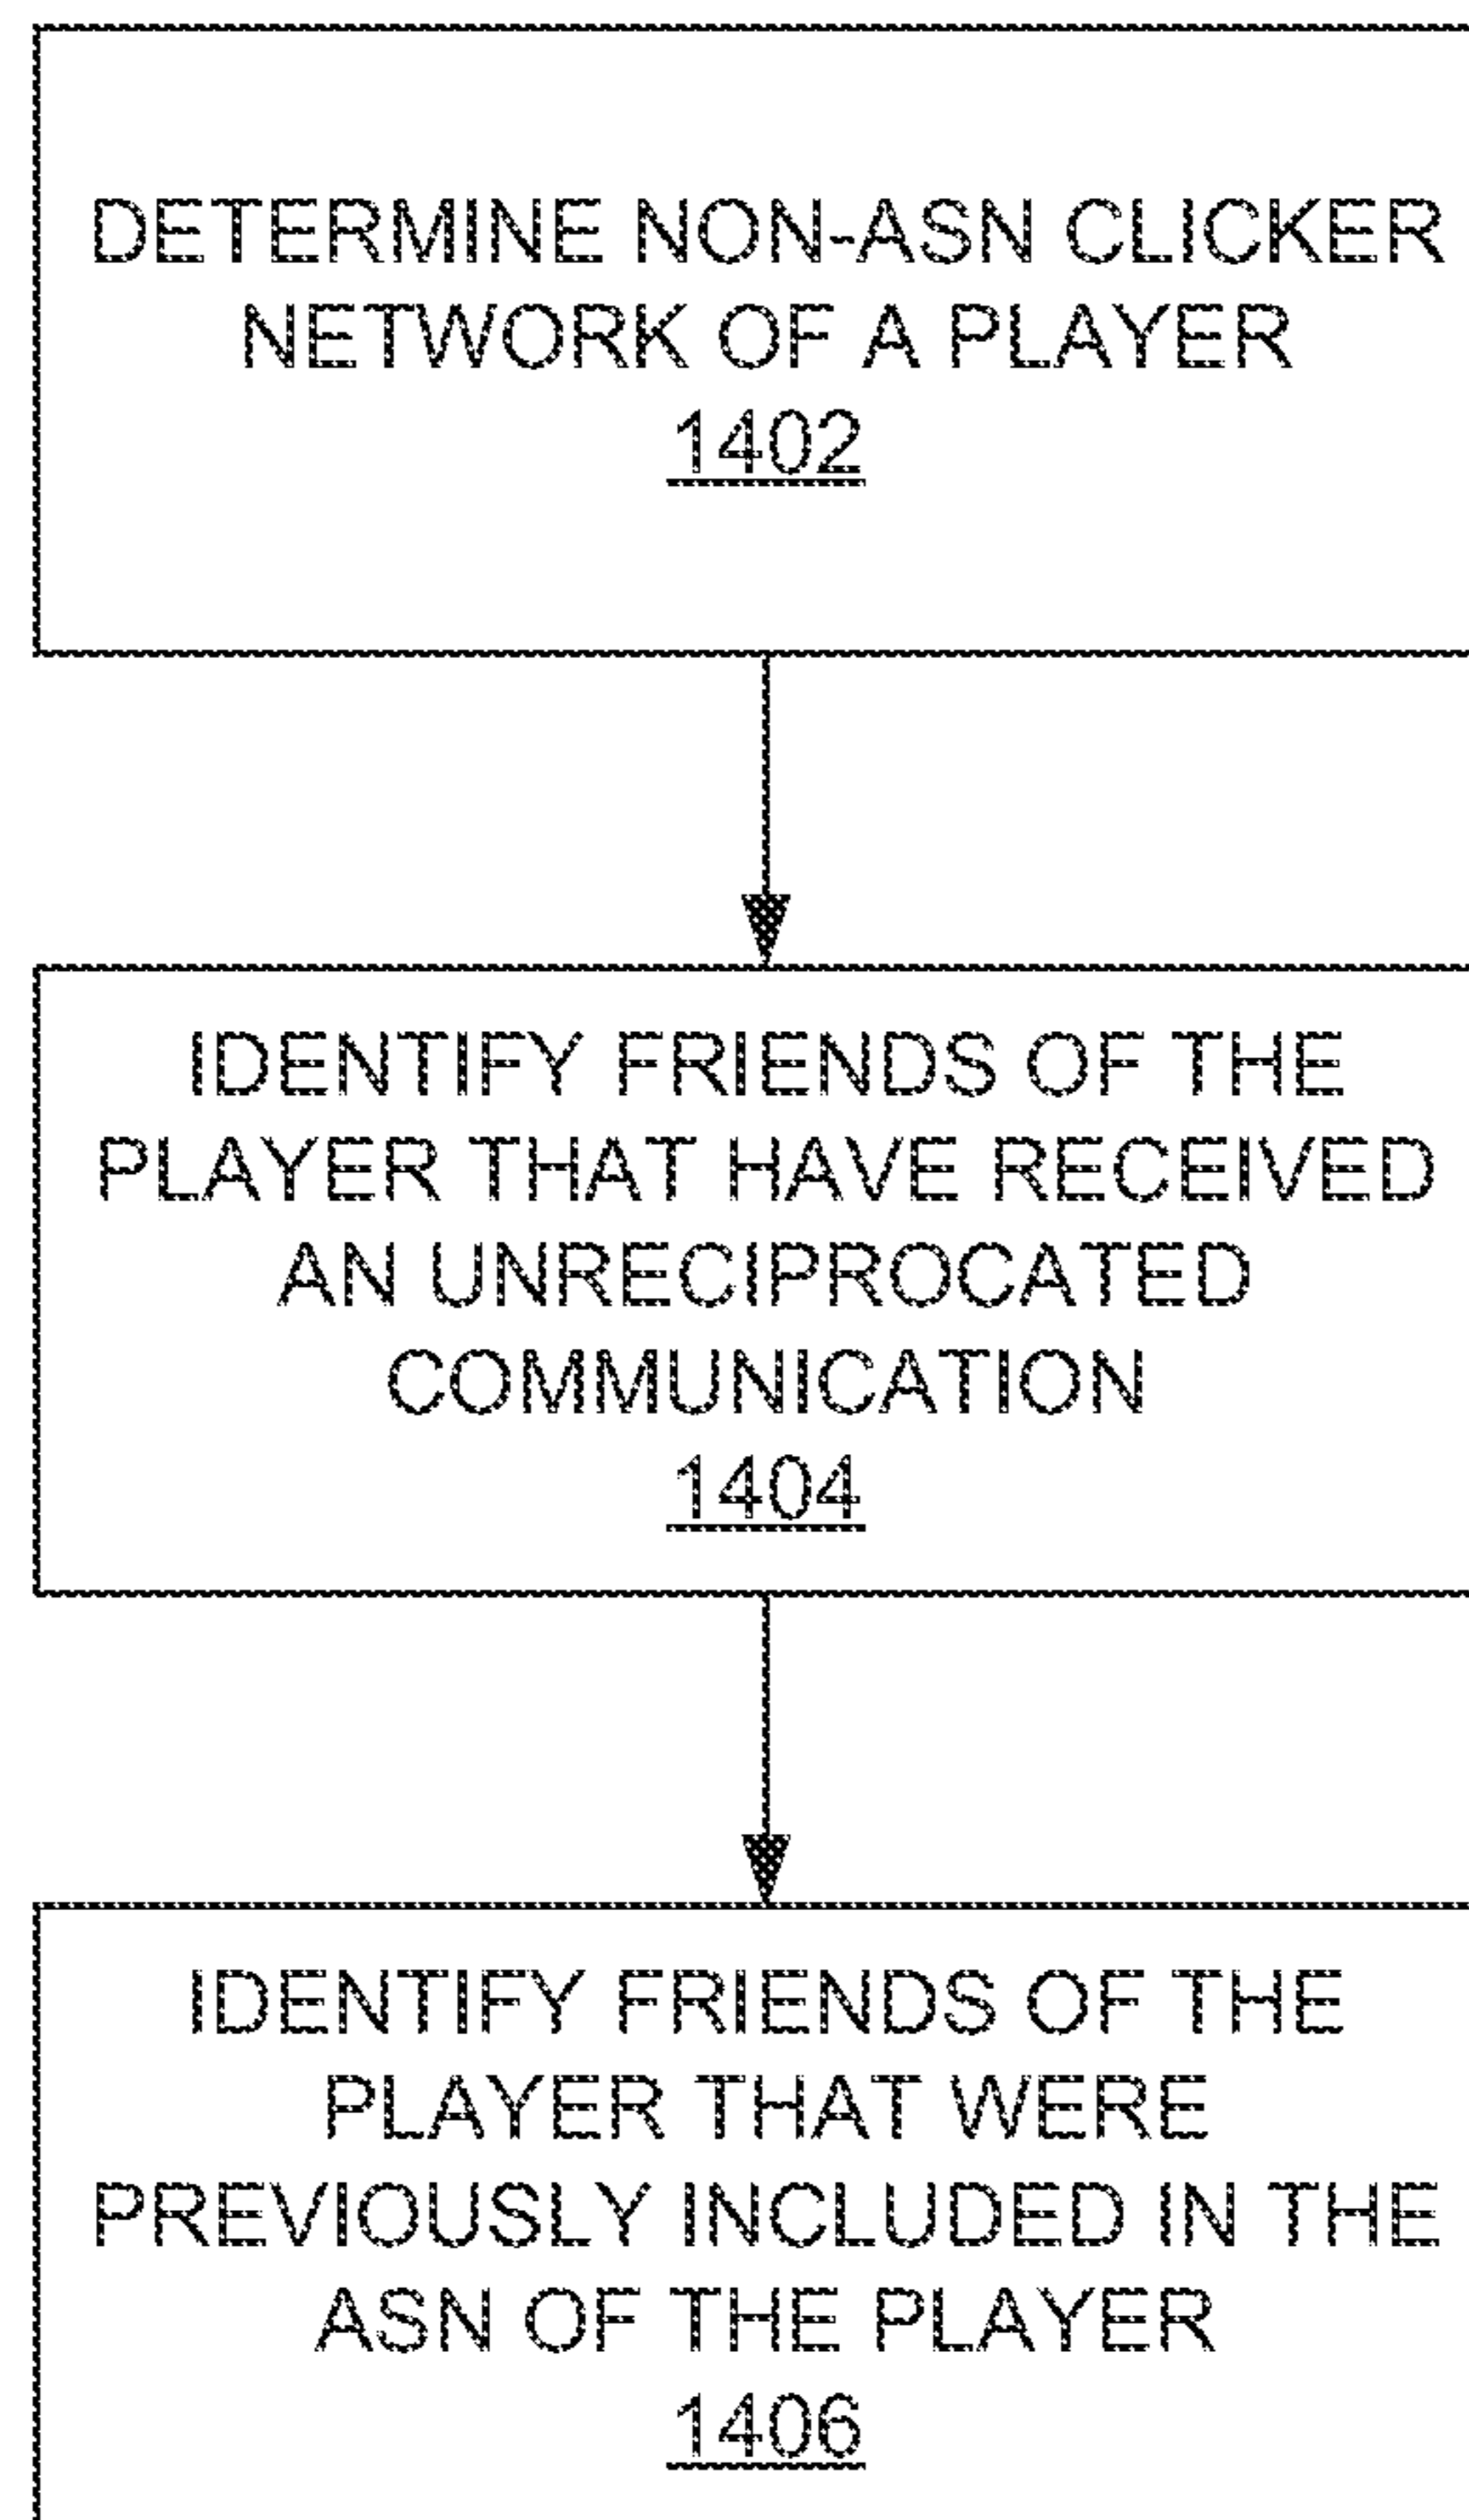 DETERMINE NON-ASN CLICKER
NETWORK OF A PLAYER
1402
IDENTIFY FRIENDS OF THE
PLAYER THAT HAVE RECEIVED
AN UNRECIPROCATED
COMMUNICATION
1404
IDENTIFY FRIENDS OF THE
PLAYER THAT WERE
PREVIOUSLY INCLUDED IN THE
ASN OF THE PLAYER
1406